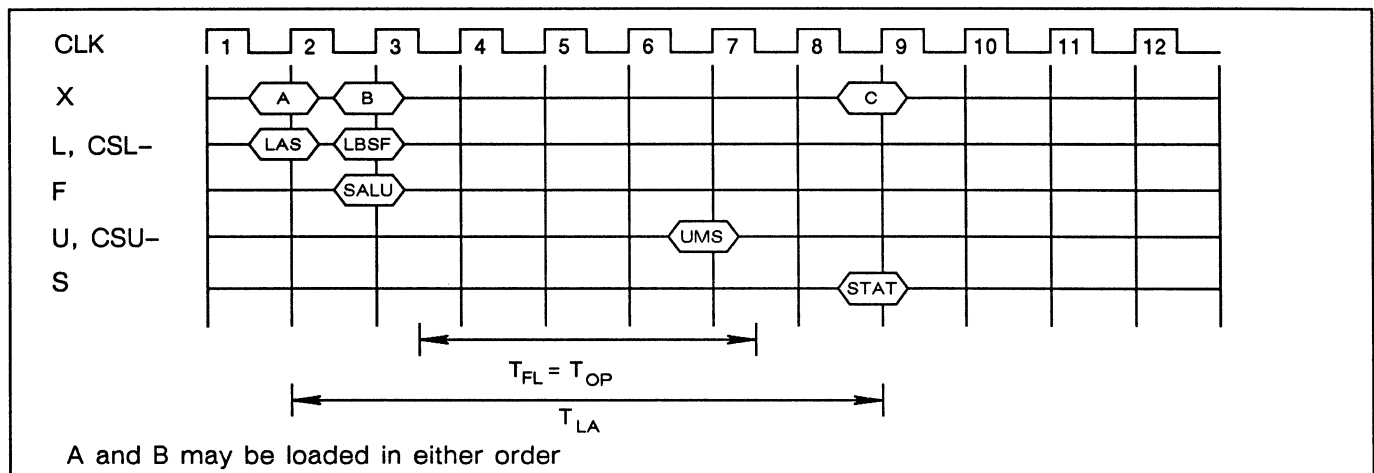 CLK 1 2 3 4 5 6 7 8 9 10 11 12
X A B C
L, CSL– LAS LBSF
F SALU
U, CSU– UMS
S STAT
T_FL = T_OP
T_LA
A and B may be loaded in either order